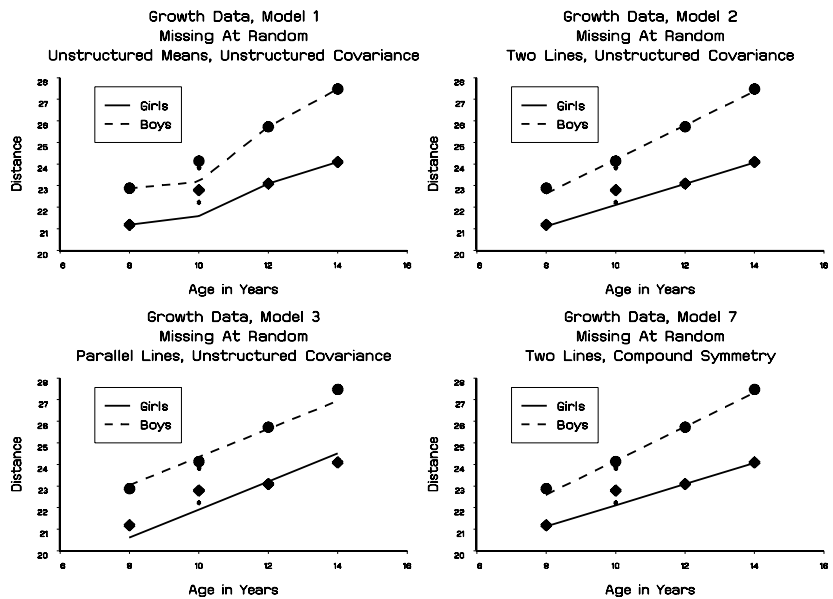 Growth Data, Model 1
Missing At Random
Unstructured Means, Unstructured Covariance
28
27
26
25
24
23
22
21
20
Distance
Girls
Boys
6
8
10
12
14
16
Age in Years
Growth Data, Model 2
Missing At Random
Two Lines, Unstructured Covariance
28
27
26
25
24
23
22
21
20
Distance
Girls
Boys
6
8
10
12
14
16
Age in Years
Growth Data, Model 3
Missing At Random
Parallel Lines, Unstructured Covariance
28
27
26
25
24
23
22
21
20
Distance
Girls
Boys
6
8
10
12
14
16
Age in Years
Growth Data, Model 7
Missing At Random
Two Lines, Compound Symmetry
28
27
26
25
24
23
22
21
20
Distance
Girls
Boys
6
8
10
12
14
16
Age in Years